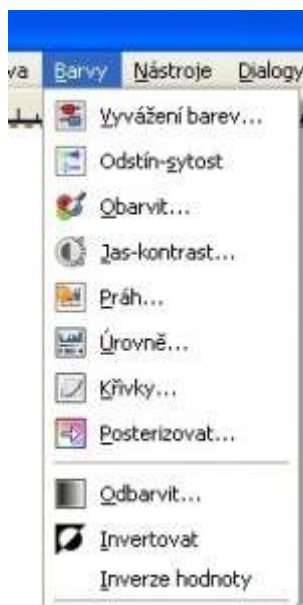 va Barvy Nástroje Dialogy
Vyvážení barev...
Odstín-sytost
Obarvit...
Jas-kontrast...
Práh...
Úrovně...
Křivky...
Posterizovat...
Odbarvit...
Invertovat
Inverze hodnoty